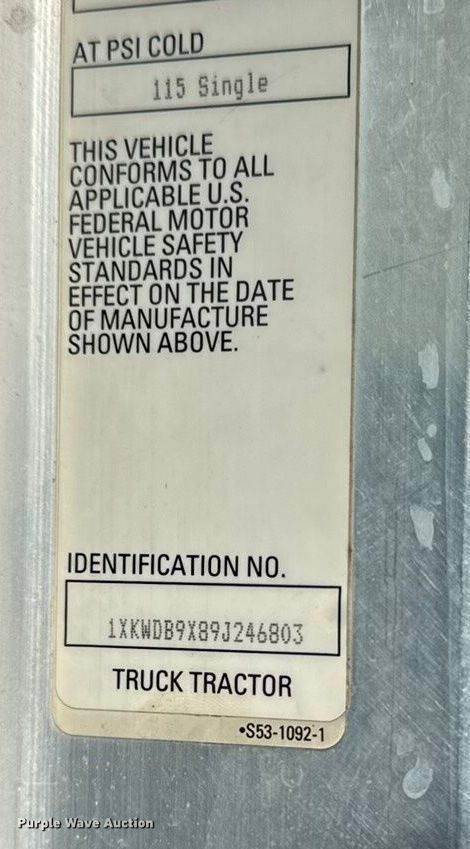 AT PSI COLD
115 Single
THIS VEHICLE
CONFORMS TO ALL
APPLICABLE U.S.
FEDERAL MOTOR
VEHICLE SAFETY
STANDARDS IN
EFFECT ON THE DATE
OF MANUFACTURE
SHOWN ABOVE.
IDENTIFICATION NO.
1XKWDB9X89J246803
TRUCK TRACTOR
•S53-1092-1
Purple Wave Auction